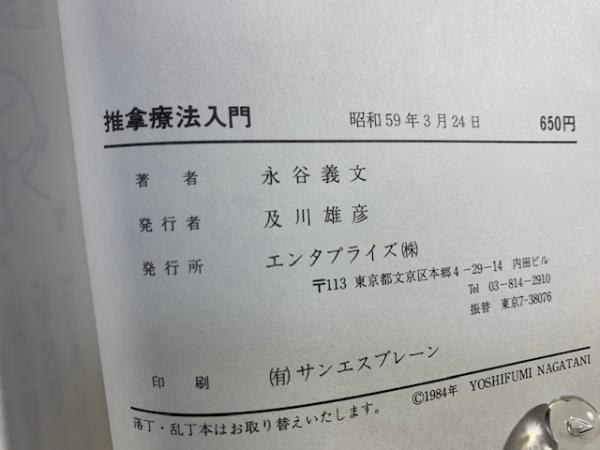 推拿療法入門 昭和59年3月24日 650円
著者 永谷義文
発行者 及川雄彦
発行所 エンタプライズ㈱
〒113 東京都文京区本郷4-29-14 内田ビル
Tel 03-814-2910
振替 東京7-38076
印刷 ㈲サンエスブレーン
©1984年 YOSHIFUMI NAGATANI
落丁・乱丁本はお取り替えいたします。